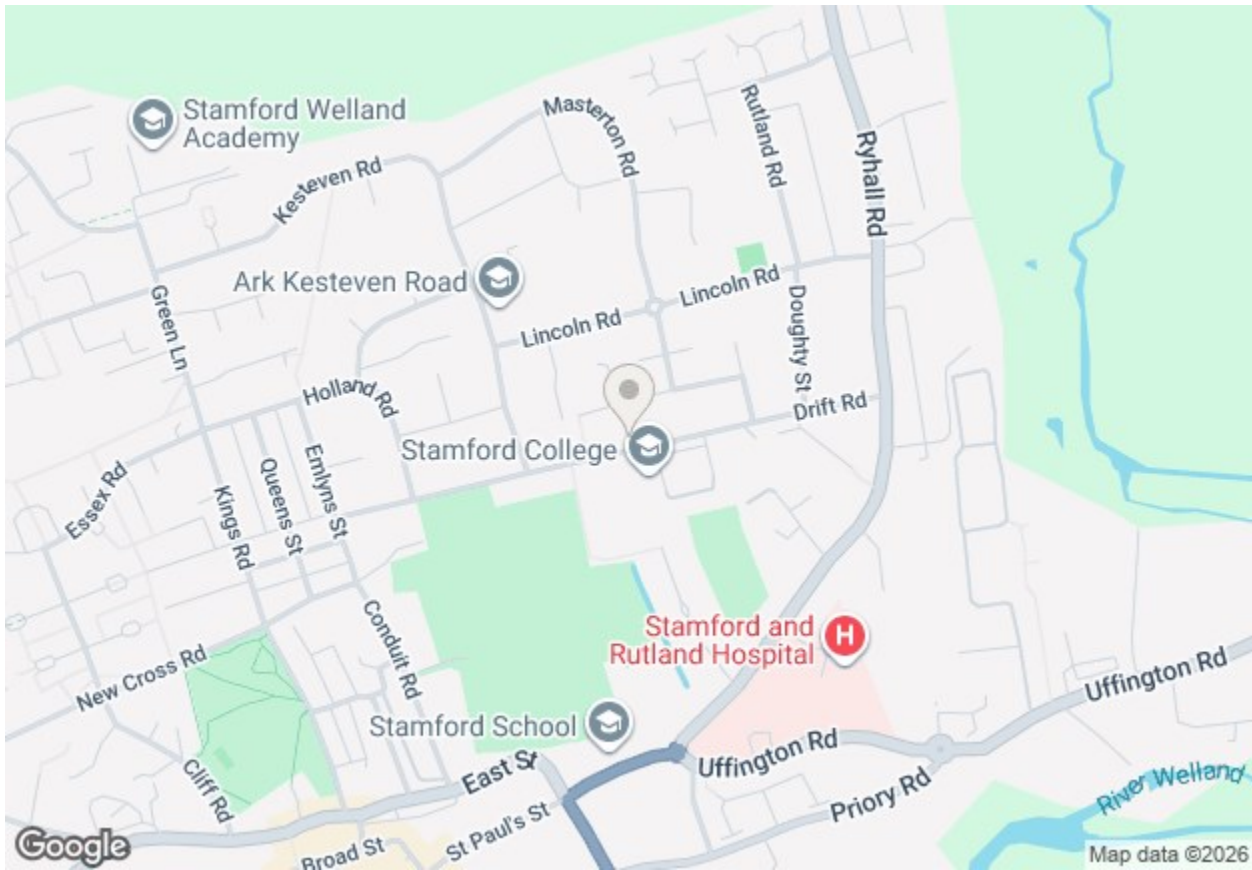 Stamford Welland
Academy
Masterton Rd
Rutland Rd
Ryhall Rd
Kesteven Rd
Ark Kesteven Road
Lincoln Rd
Lincoln Rd
Green Ln
Doughty St
Holland Rd
Drift Rd
Stamford College
Essex Rd
Queens St
Emlyns St
Kings Rd
Conduit Rd
Stamford and
Rutland Hospital
H
New Cross Rd
Uffington Rd
Stamford School
East St
Uffington Rd
Cliff Rd
Priory Rd
River Welland
St Paul's St
Broad St
Google
Map data ©2026